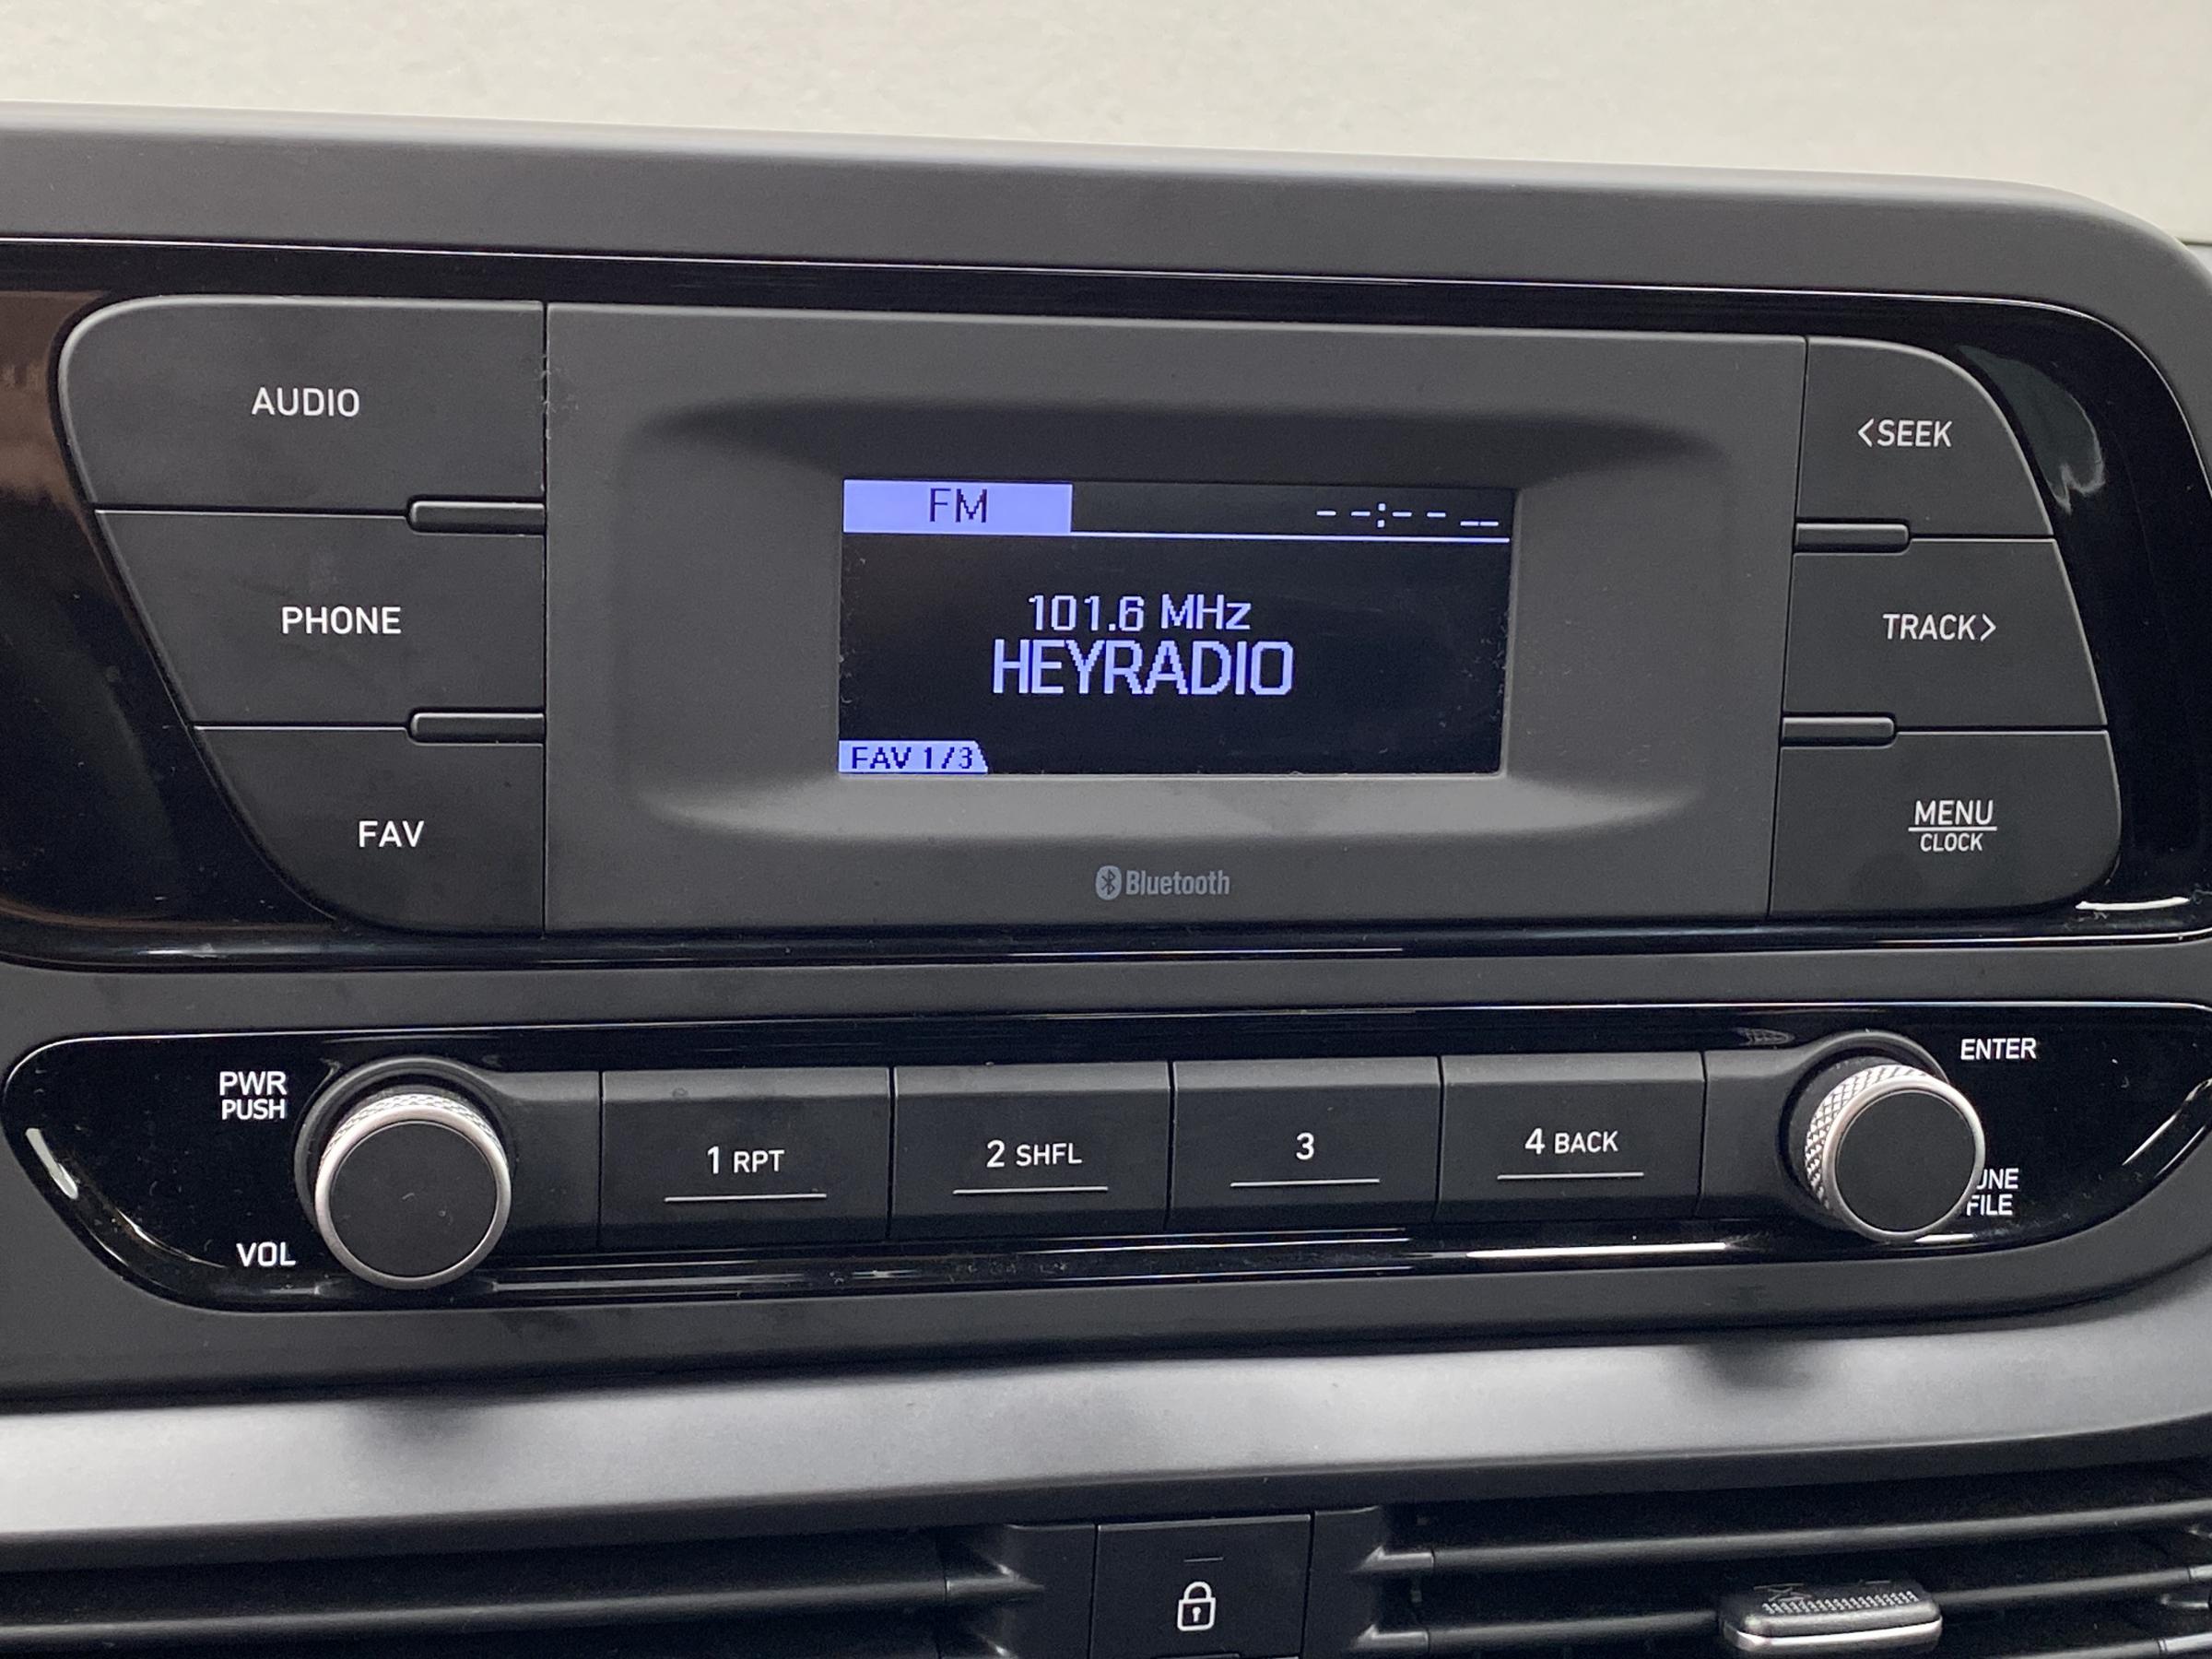 AUDIO
PHONE
FAV
FM
--:-- --
101.6 MHz
HEYRADIO
FAV 1/3
Bluetooth
<SEEK
TRACK>
MENU
CLOCK
PWR
PUSH
VOL
1 RPT
2 SHFL
3
4 BACK
ENTER
FILE